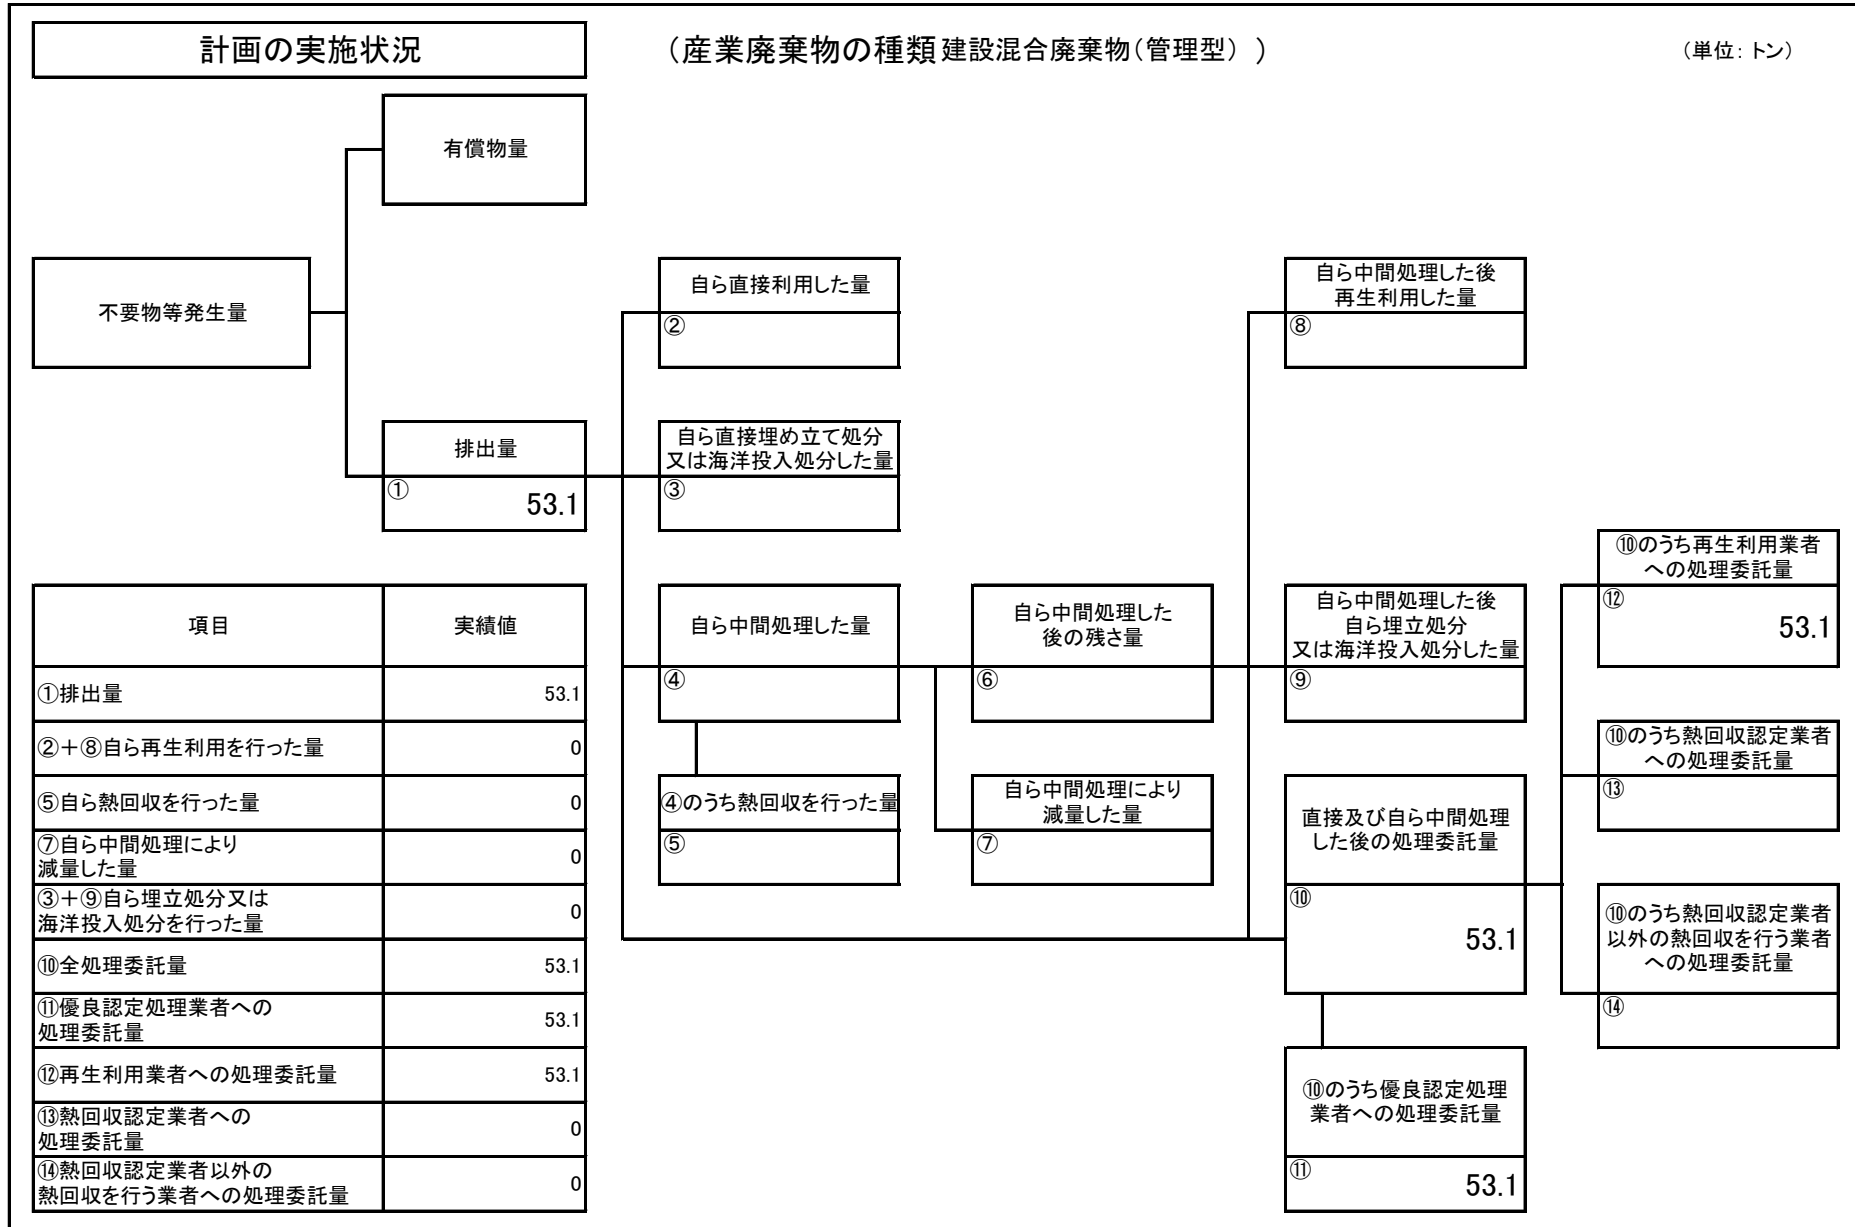 計画の実施状況
（産業廃棄物の種類 建設混合廃棄物（管理型） ）
（単位：トン）
有償物量
不要物等発生量
自ら直接利用した量
②
自ら中間処理した後
再生利用した量
⑧
排出量
①
53.1
自ら直接埋め立て処分
又は海洋投入処分した量
③
⑩のうち再生利用業者
への処理委託量
⑫
53.1
自ら中間処理した量
④
自ら中間処理した
後の残さ量
⑥
自ら中間処理した後
自ら埋立処分
又は海洋投入処分した量
⑨
⑩のうち熱回収認定業者
への処理委託量
⑬
④のうち熱回収を行った量
⑤
自ら中間処理により
減量した量
⑦
直接及び自ら中間処理
した後の処理委託量
⑩
53.1
⑩のうち熱回収認定業者
以外の熱回収を行う業者
への処理委託量
⑭
⑩のうち優良認定処理
業者への処理委託量
⑪
53.1
項目 実績値
①排出量 53.1
②＋⑧自ら再生利用を行った量 0
⑤自ら熱回収を行った量 0
⑦自ら中間処理により
減量した量 0
③＋⑨自ら埋立処分又は
海洋投入処分を行った量 0
⑩全処理委託量 53.1
⑪優良認定処理業者への
処理委託量 53.1
⑫再生利用業者への処理委託量 53.1
⑬熱回収認定業者への
処理委託量 0
⑭熱回収認定業者以外の
熱回収を行う業者への処理委託量 0